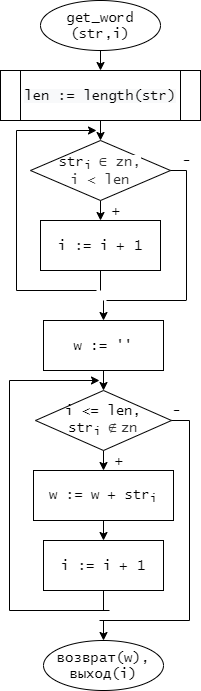 get_word
(str,i)
len := length(str)
strᵢ ∈ zn,
i < len
-
+
i := i + 1
w := ''
i <= len,
strᵢ ∉ zn
-
+
w := w + strᵢ
i := i + 1
возврат(w),
выход(i)